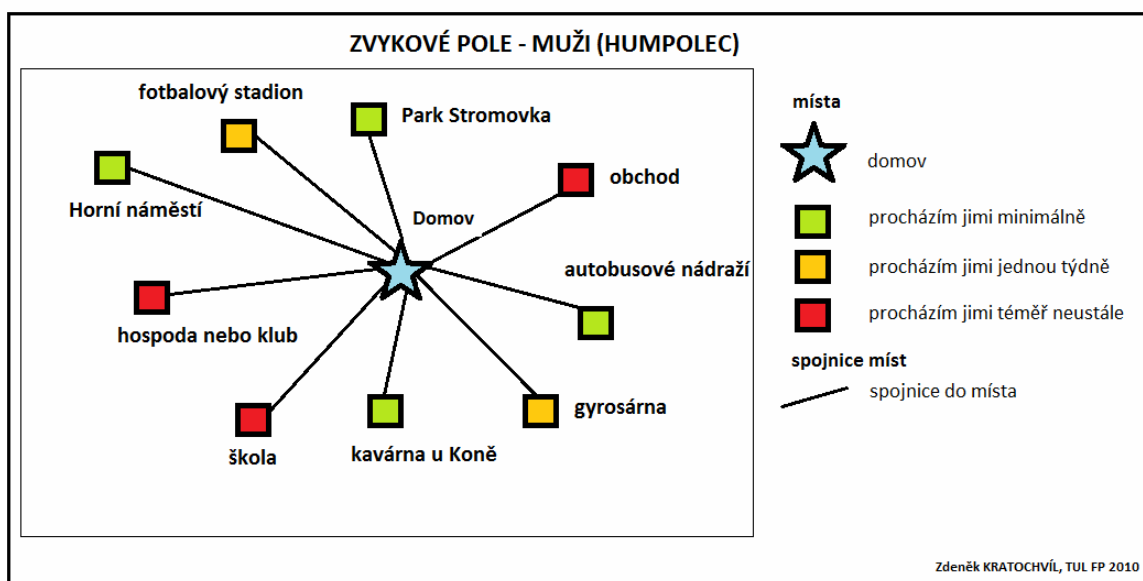 ZVYKOVÉ POLE - MUŽI (HUMPOLEC)
fotbalový stadion
Park Stromovka
obchod
Horní náměstí
Domov
autobusové nádraží
hospoda nebo klub
gyrosárna
škola
kavárna u Koně
místa
domov
procházím jimi minimálně
procházím jimi jednou týdně
procházím jimi téměř neustále
spojnice míst
spojnice do místa
Zdeněk KRATOCHVÍL, TUL FP 2010